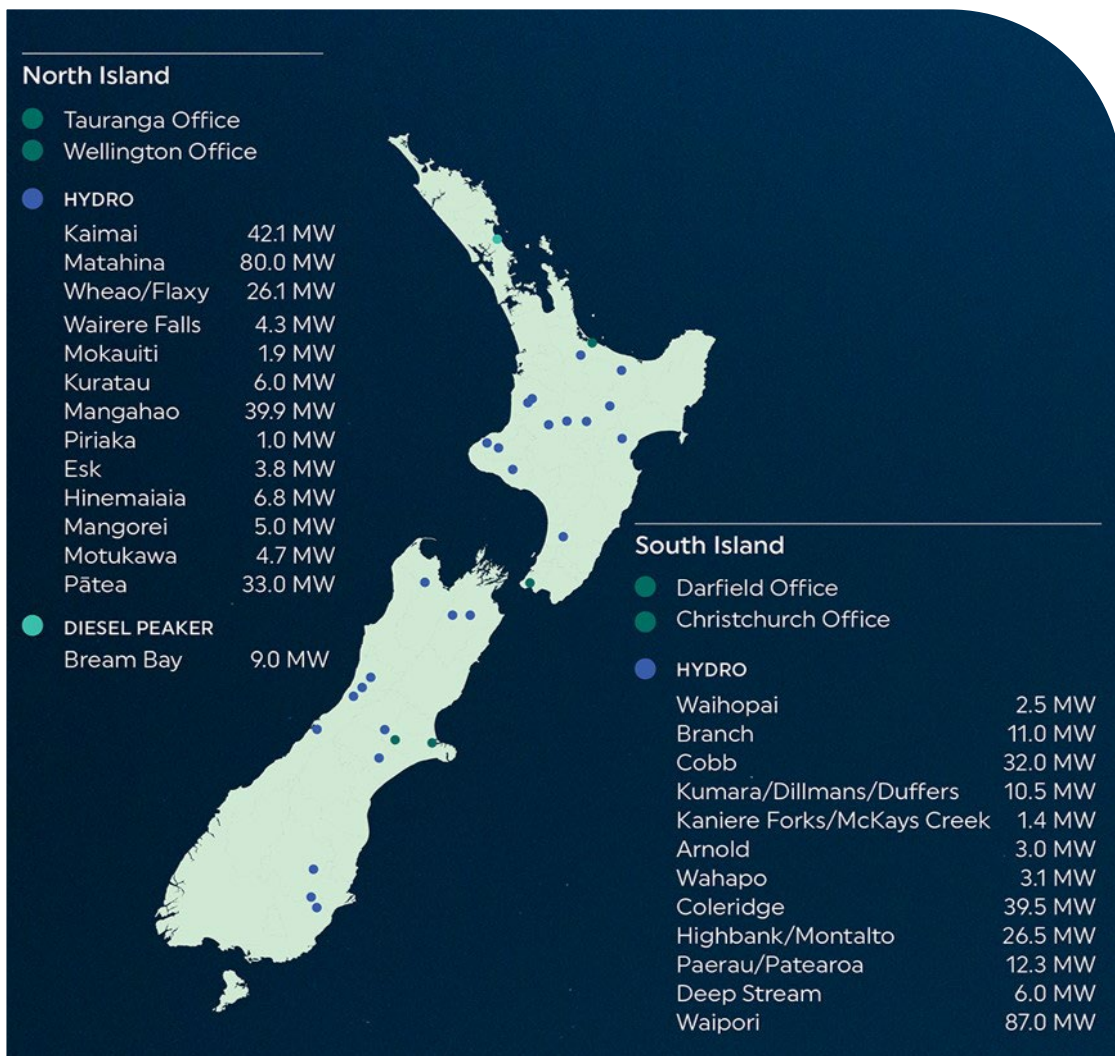 North Island
Tauranga Office
Wellington Office
HYDRO
Kaimai 42.1 MW
Matahina 80.0 MW
Wheao/Flaxy 26.1 MW
Wairere Falls 4.3 MW
Mokauiti 1.9 MW
Kuratau 6.0 MW
Mangahao 39.9 MW
Piriaka 1.0 MW
Esk 3.8 MW
Hinemaiaia 6.8 MW
Mangorei 5.0 MW
Motukawa 4.7 MW
Pātea 33.0 MW
DIESEL PEAKER
Bream Bay 9.0 MW
South Island
Darfield Office
Christchurch Office
HYDRO
Waihopai 2.5 MW
Branch 11.0 MW
Cobb 32.0 MW
Kumara/Dillmans/Duffers 10.5 MW
Kaniere Forks/McKays Creek 1.4 MW
Arnold 3.0 MW
Wahapo 3.1 MW
Coleridge 39.5 MW
Highbank/Montalto 26.5 MW
Paerau/Patearoa 12.3 MW
Deep Stream 6.0 MW
Waipori 87.0 MW